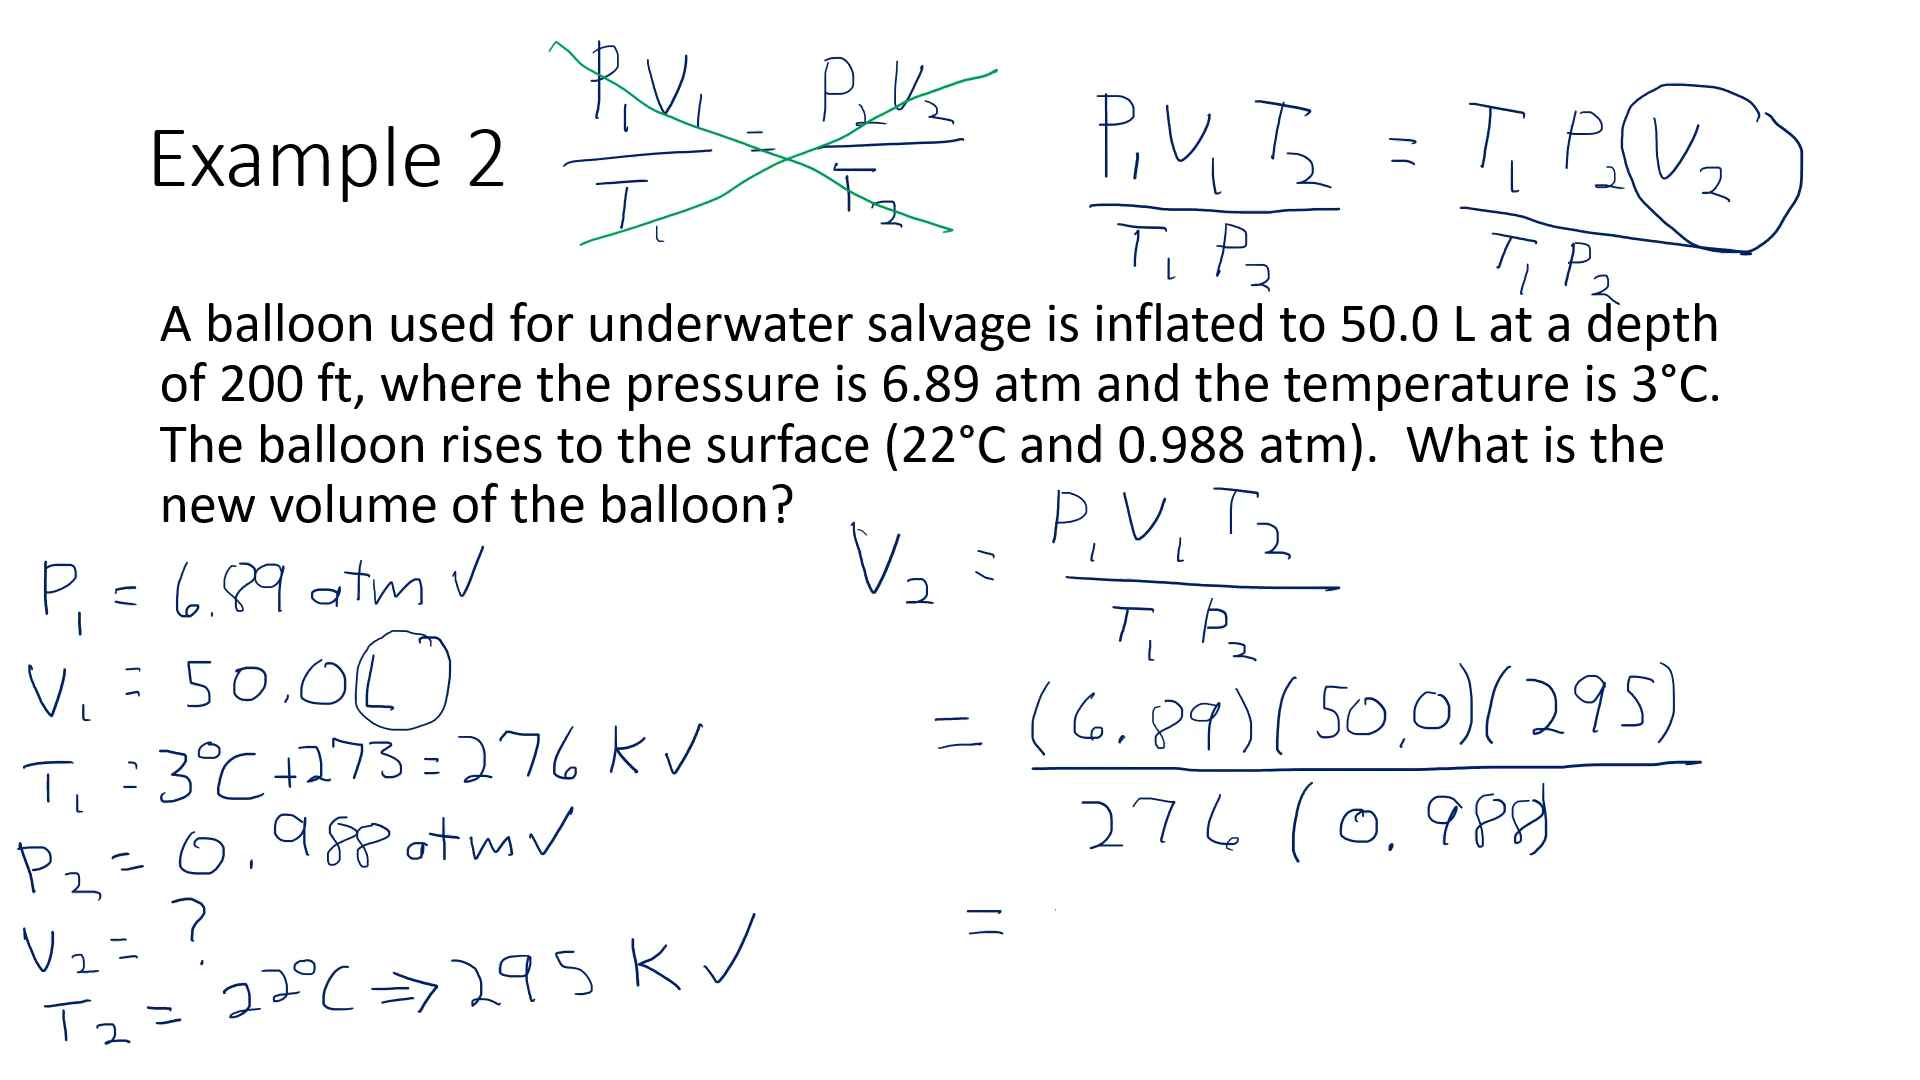 Example 2
P₁V₁ / T₁ = P₂V₂ / T₂
P₁V₁T₂ / T₁P₂ = T₁P₂V₂ / T₁P₂
A balloon used for underwater salvage is inflated to 50.0 L at a depth
of 200 ft, where the pressure is 6.89 atm and the temperature is 3°C.
The balloon rises to the surface (22°C and 0.988 atm). What is the
new volume of the balloon?
P₁ = 6.89 atm ✓
V₁ = 50.0 L
T₁ = 3°C + 273 = 276 K ✓
P₂ = 0.988 atm ✓
V₂ = ?
T₂ = 22°C ⇒ 295 K ✓
V₂ = P₁V₁T₂ / T₁P₂
= (6.89)(50.0)(295) / 276(0.988)
=